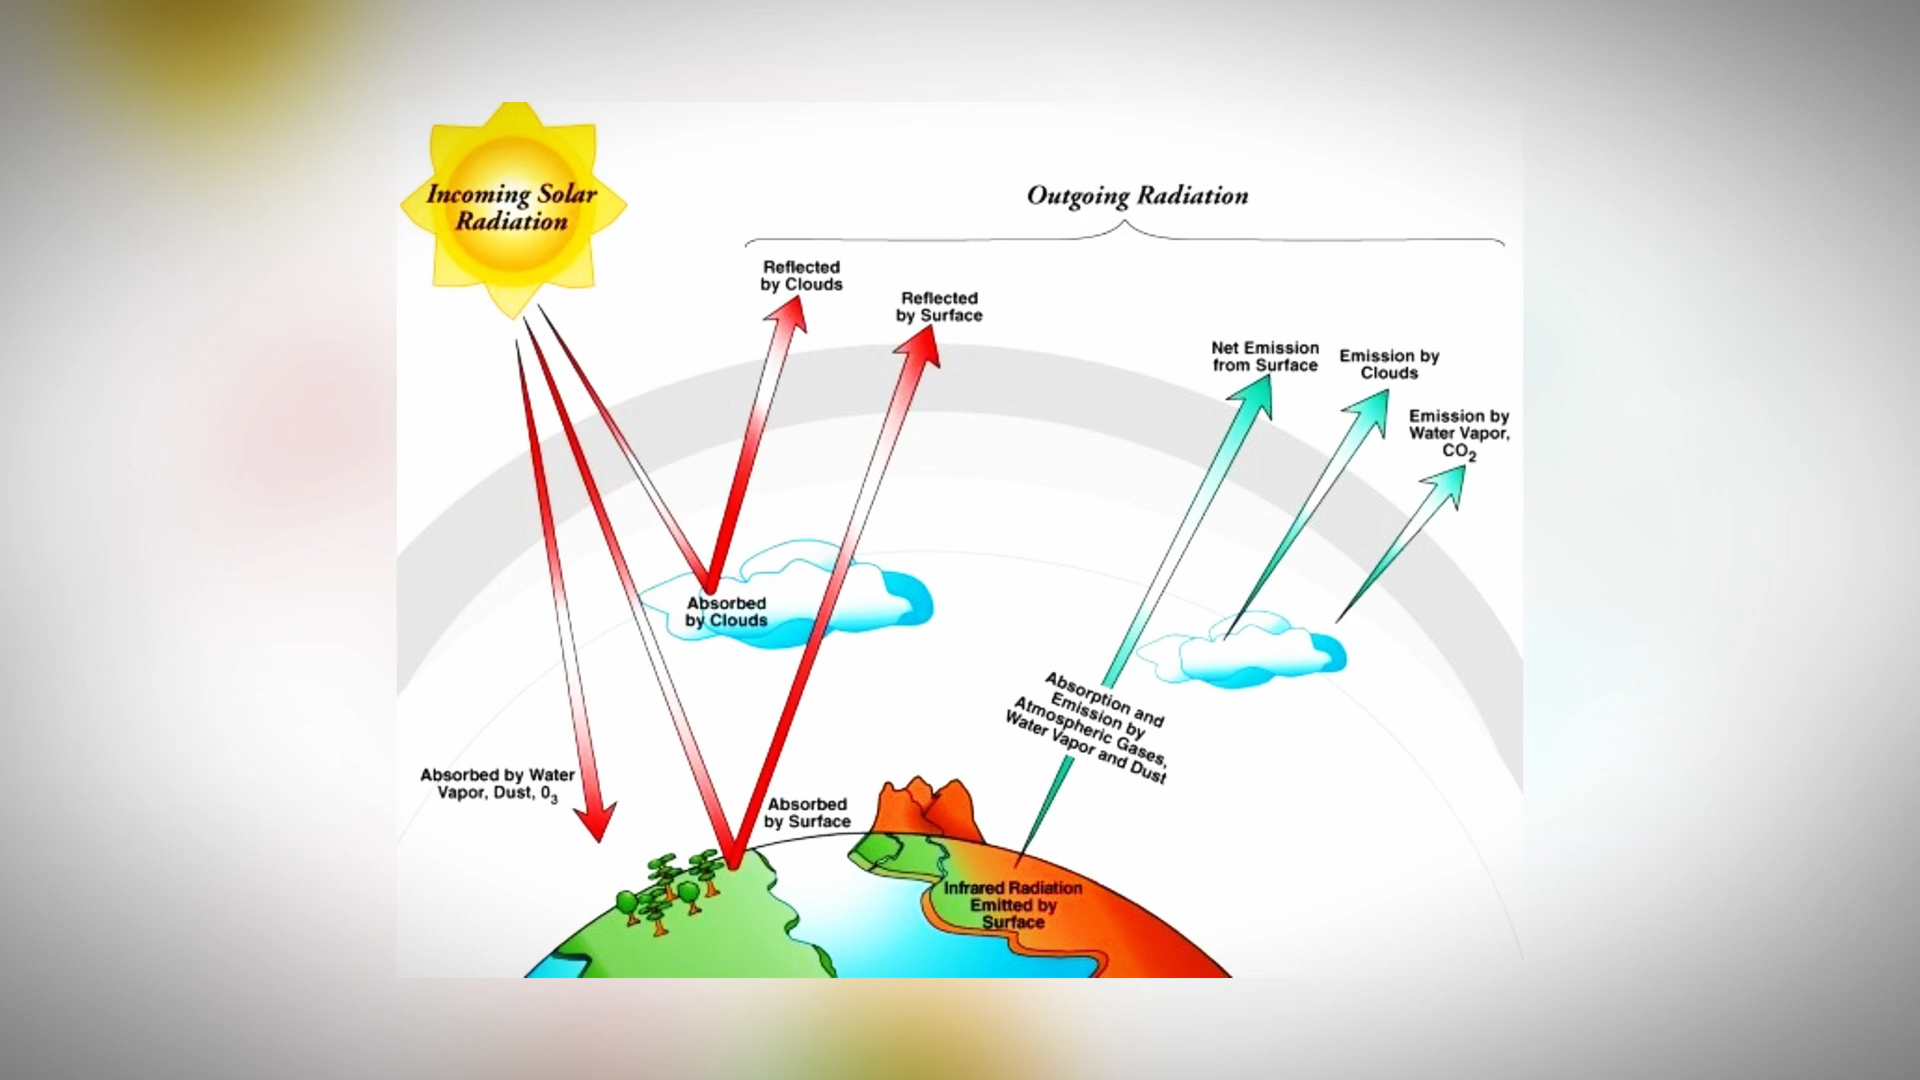 Incoming Solar
Radiation
Outgoing Radiation
Reflected
by Clouds
Reflected
by Surface
Net Emission
from Surface
Emission by
Clouds
Emission by
Water Vapor,
CO2
Absorbed
by Clouds
Absorption and
Emission by
Atmospheric Gases,
Water Vapor and Dust
Absorbed by Water
Vapor, Dust, 03
Absorbed
by Surface
Infrared Radiation
Emitted by
Surface